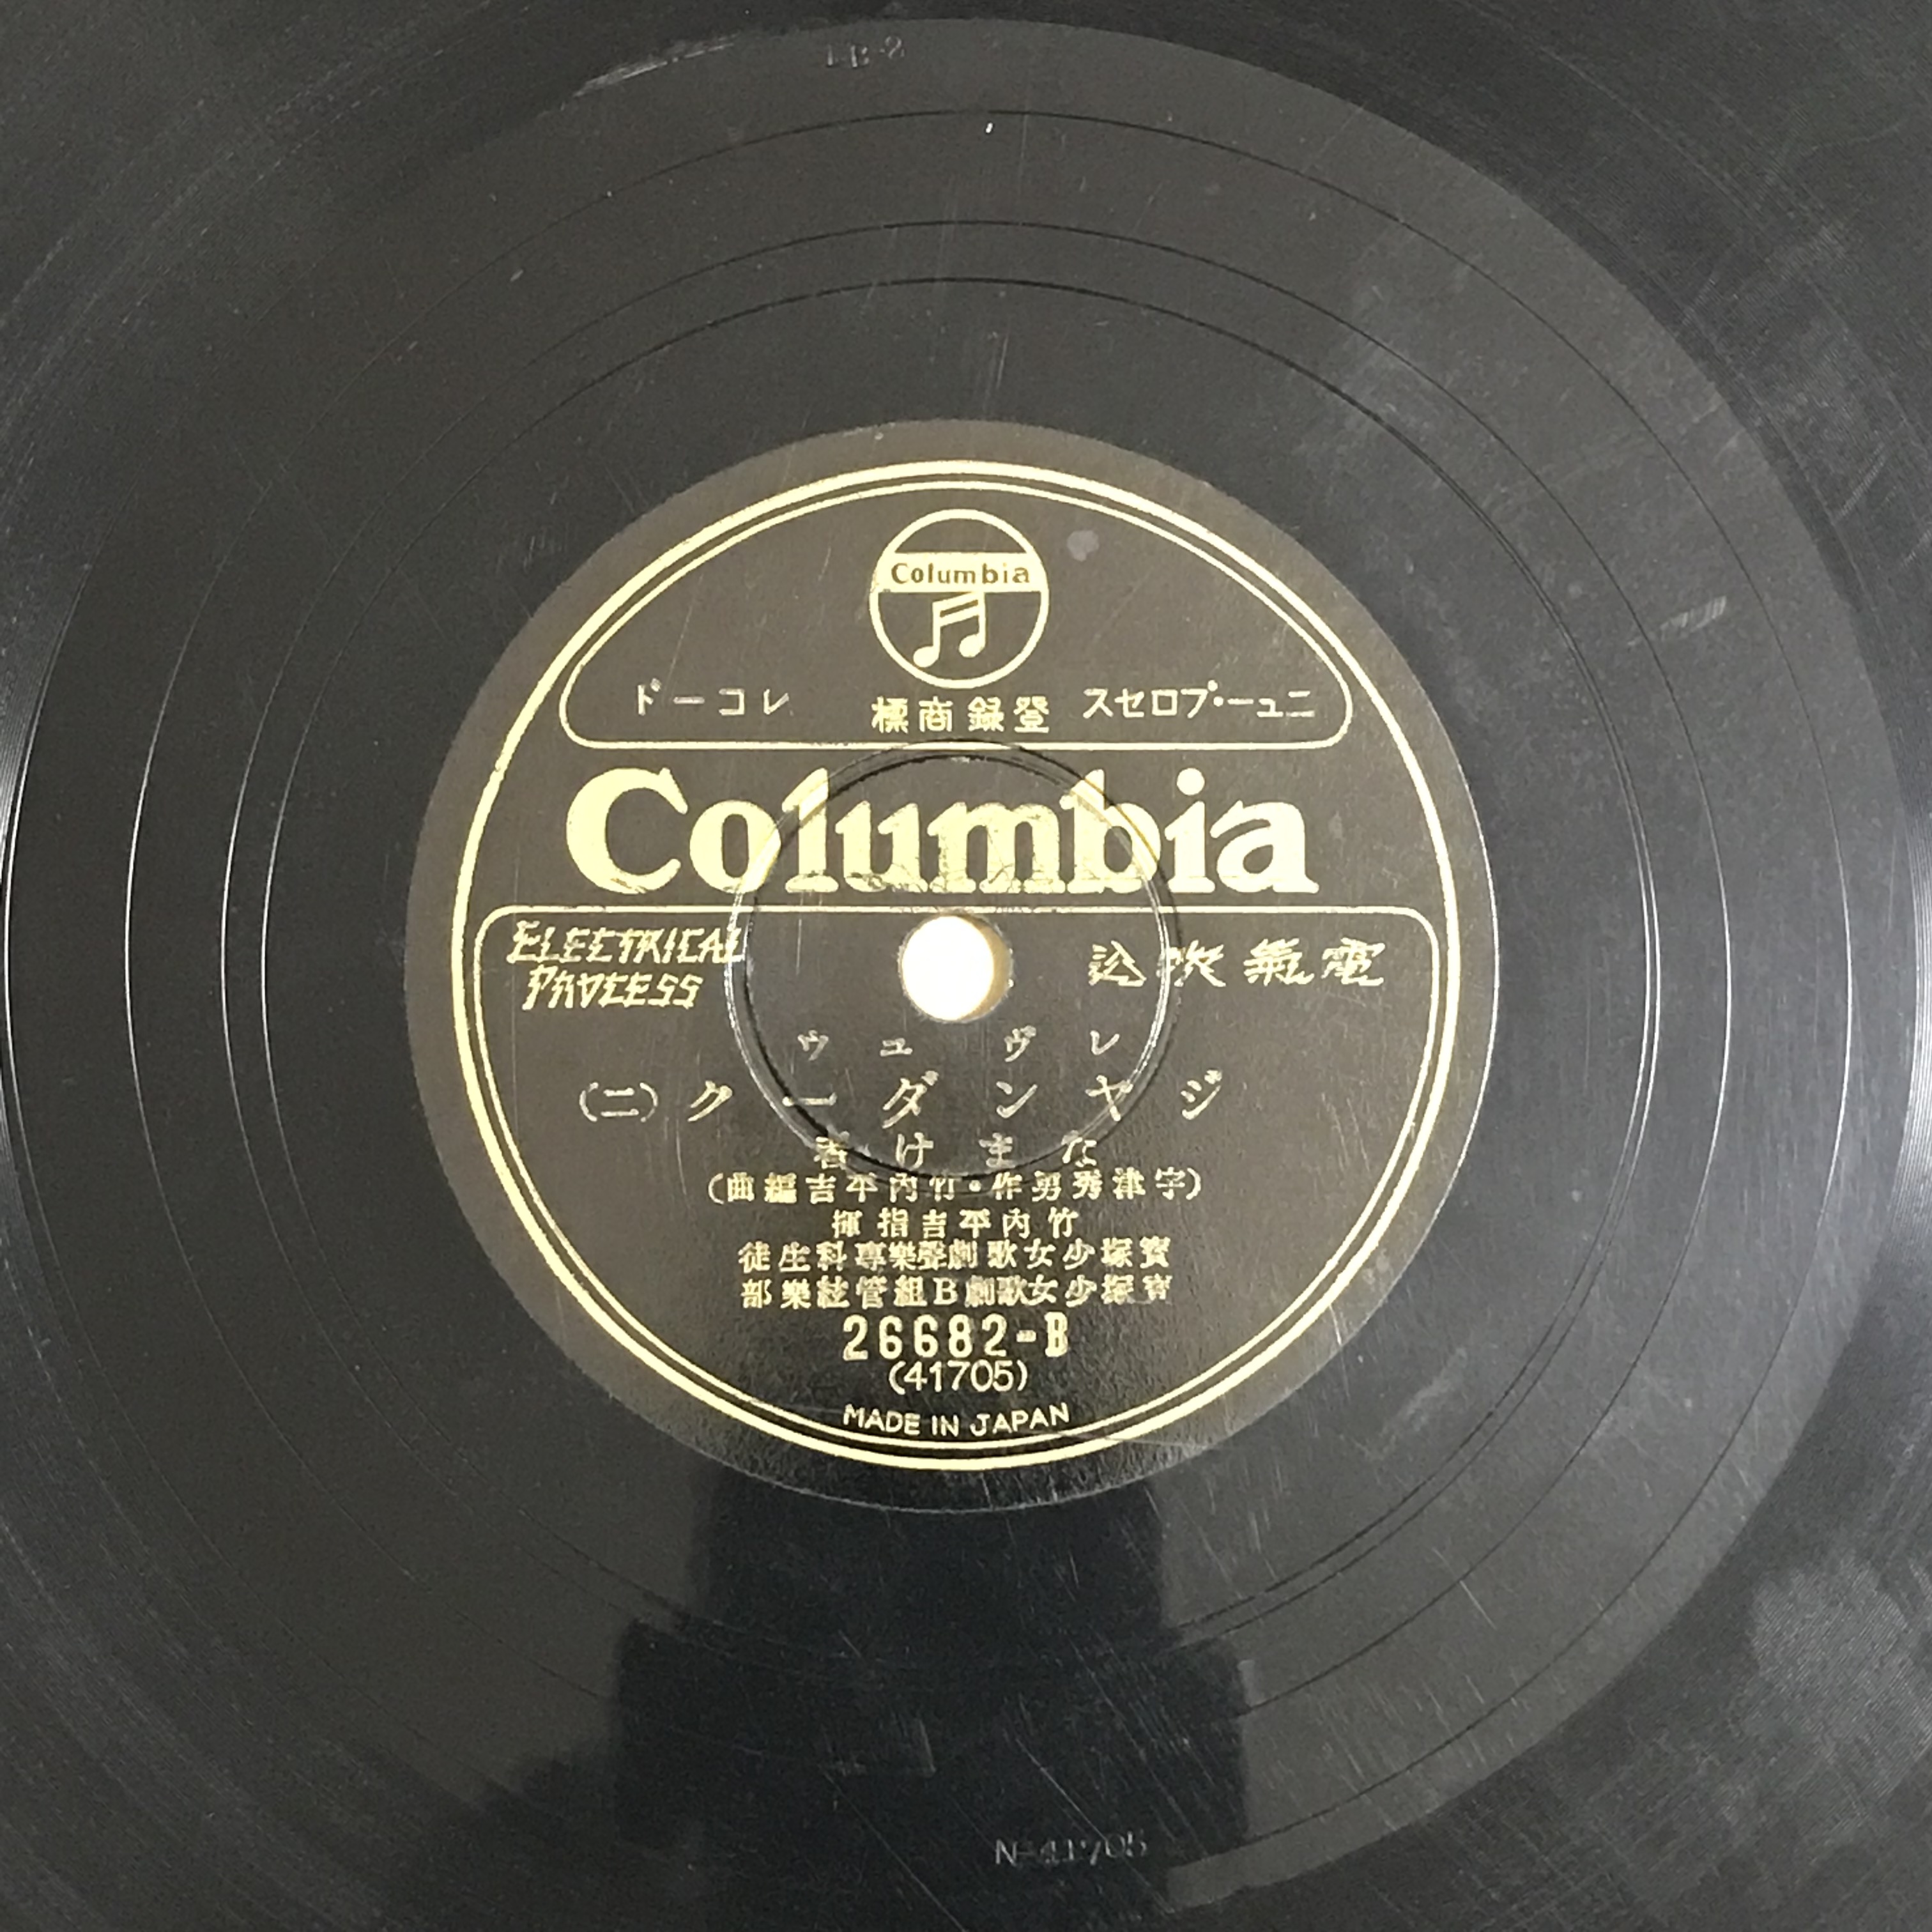 Columbia
ニュー・プロセス 登録商標 レコード
Columbia
ELECTRICAL
PROCESS
電氣吹込
レヴユウ
ジヤンダーク(二)
なまけ者
(宇津秀男作・竹内平吉編曲)
竹内平吉指揮
寶塚少女歌劇聲樂專科生徒
寶塚少女歌劇B組管絃樂部
26682-B
(41705)
MADE IN JAPAN
N-41705